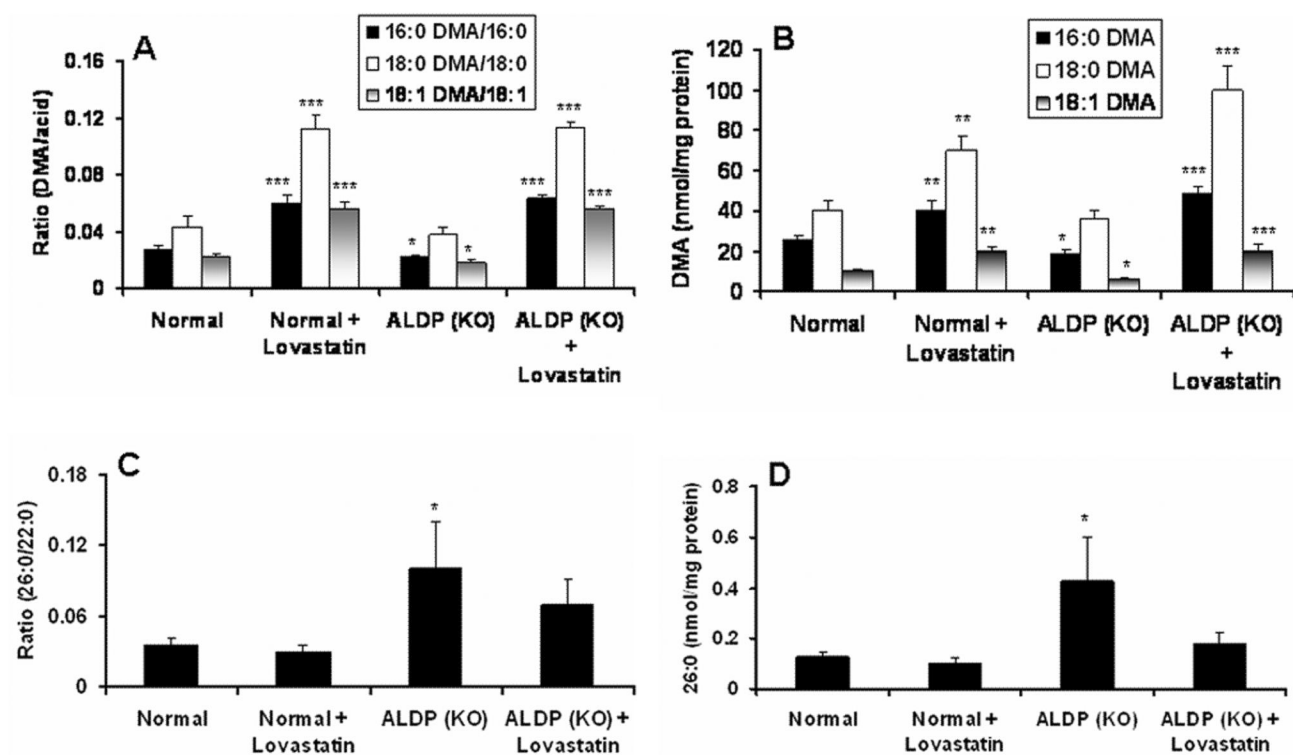 A
16:0 DMA/16:0
18:0 DMA/18:0
18:1 DMA/18:1
Ratio (DMA/acid)
0.16
0.12
0.08
0.04
0
***
***
***
*
*
***
***
***
Normal
Normal +
Lovastatin
ALDP (KO)
ALDP (KO)
+
Lovastatin
B
16:0 DMA
18:0 DMA
18:1 DMA
DMA (nmol/mg protein)
120
100
80
60
40
20
0
**
**
**
*
*
***
***
***
Normal
Normal +
Lovastatin
ALDP (KO)
ALDP (KO)
+
Lovastatin
C
Ratio (26:0/22:0)
0.18
0.12
0.06
0
*
Normal
Normal +
Lovastatin
ALDP (KO)
ALDP (KO) +
Lovastatin
D
26:0 (nmol/mg protein)
0.8
0.6
0.4
0.2
0
*
Normal
Normal +
Lovastatin
ALDP (KO)
ALDP (KO) +
Lovastatin